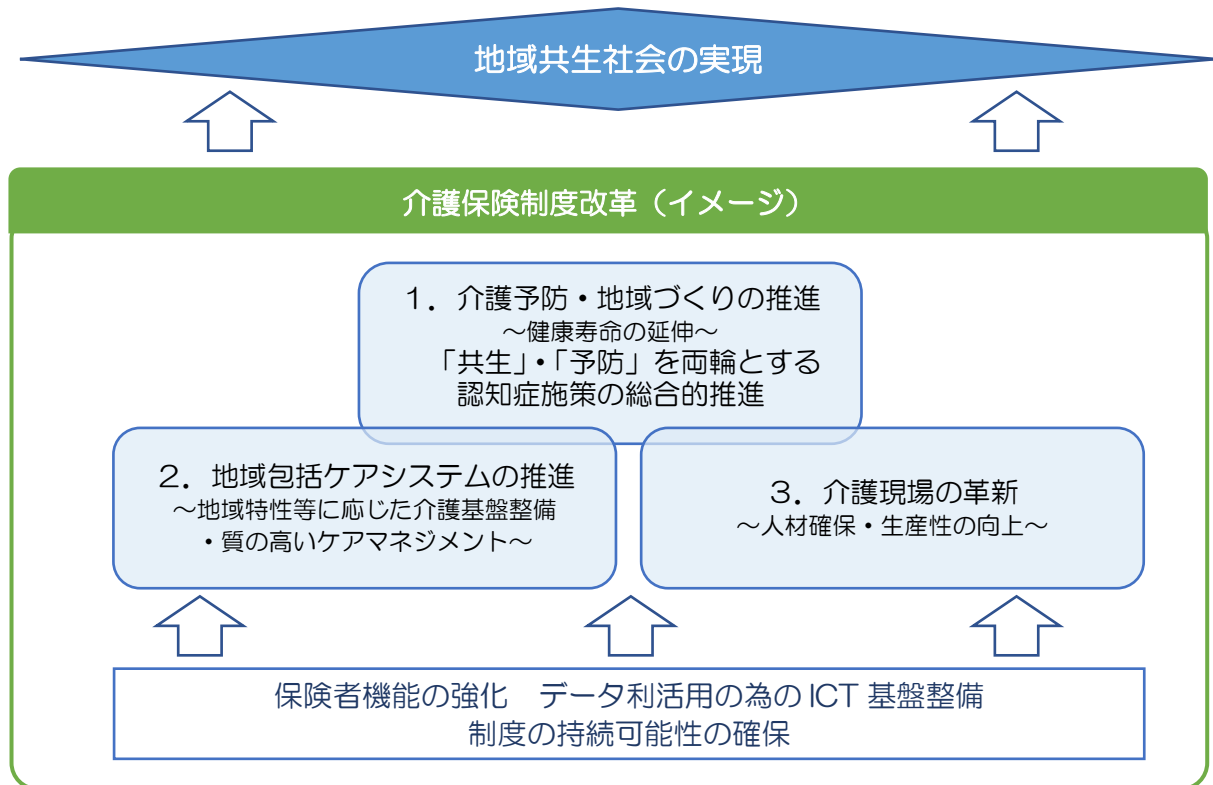 地域共生社会の実現
介護保険制度改革（イメージ）
１．介護予防・地域づくりの推進
～健康寿命の延伸～
「共生」・「予防」を両輪とする
認知症施策の総合的推進
２．地域包括ケアシステムの推進
～地域特性等に応じた介護基盤整備
・質の高いケアマネジメント～
３．介護現場の革新
～人材確保・生産性の向上～
保険者機能の強化　データ利活用の為の ICT 基盤整備
制度の持続可能性の確保